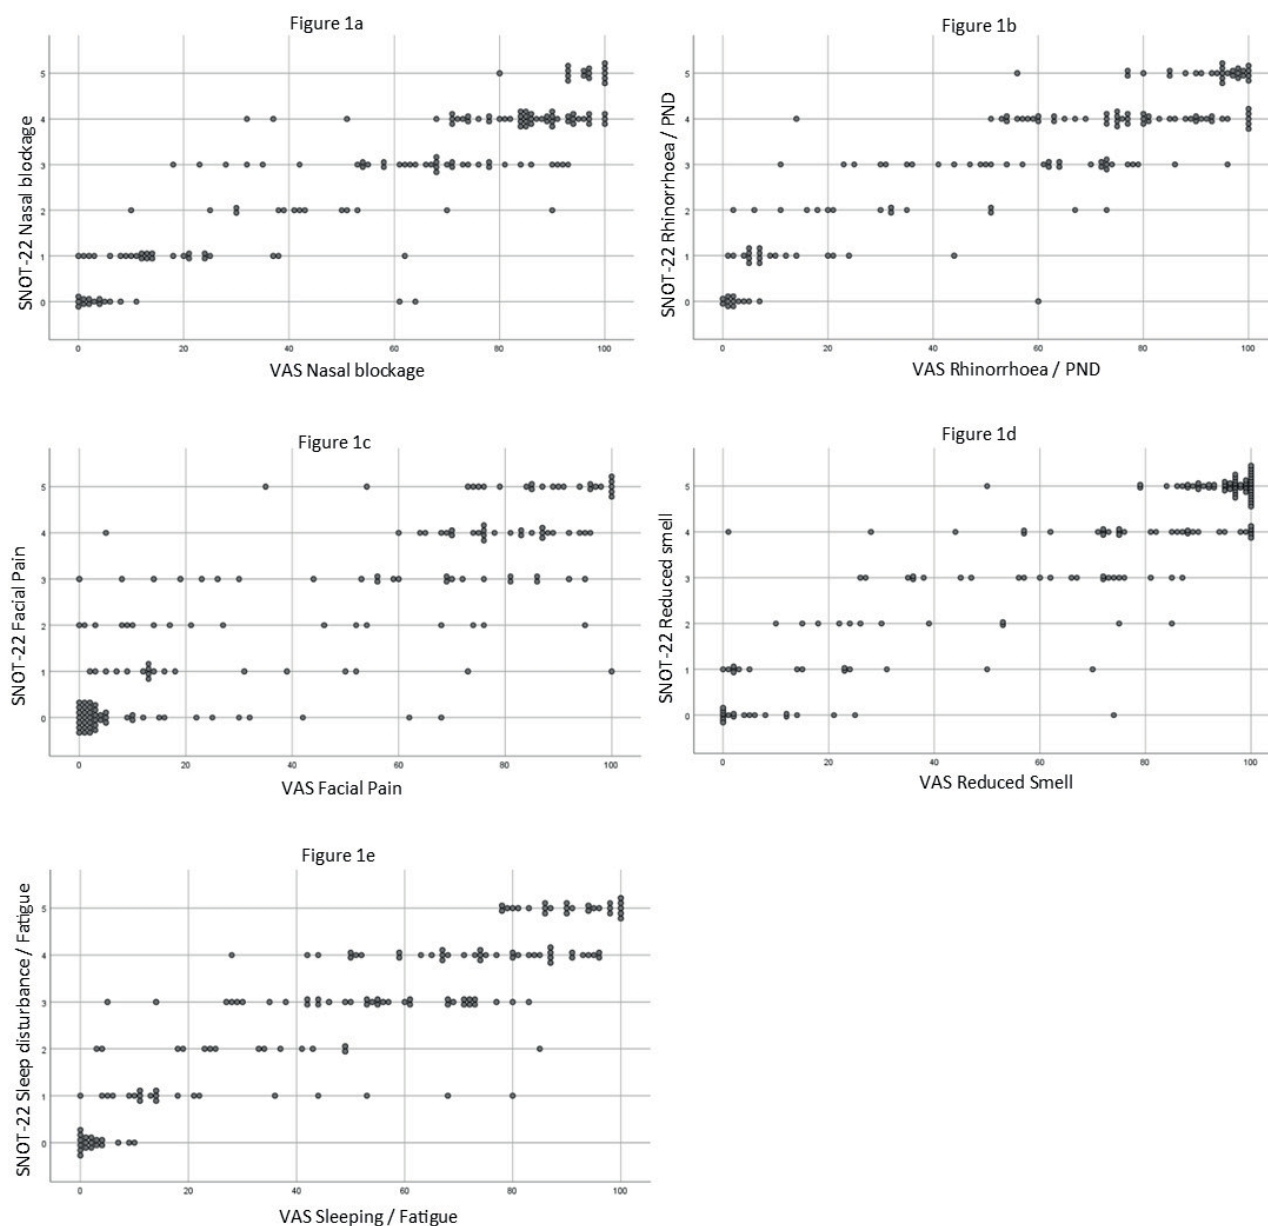 Figure 1a
SNOT-22 Nasal blockage
5
4
3
2
1
0
0 20 40 60 80 100
VAS Nasal blockage
Figure 1b
SNOT-22 Rhinorrhoea / PND
5
4
3
2
1
0
0 20 40 60 80 100
VAS Rhinorrhoea / PND
Figure 1c
SNOT-22 Facial Pain
5
4
3
2
1
0
0 20 40 60 80 100
VAS Facial Pain
Figure 1d
SNOT-22 Reduced smell
5
4
3
2
1
0
0 20 40 60 80 100
VAS Reduced Smell
Figure 1e
SNOT-22 Sleep disturbance / Fatigue
5
4
3
2
1
0
0 20 40 60 80 100
VAS Sleeping / Fatigue